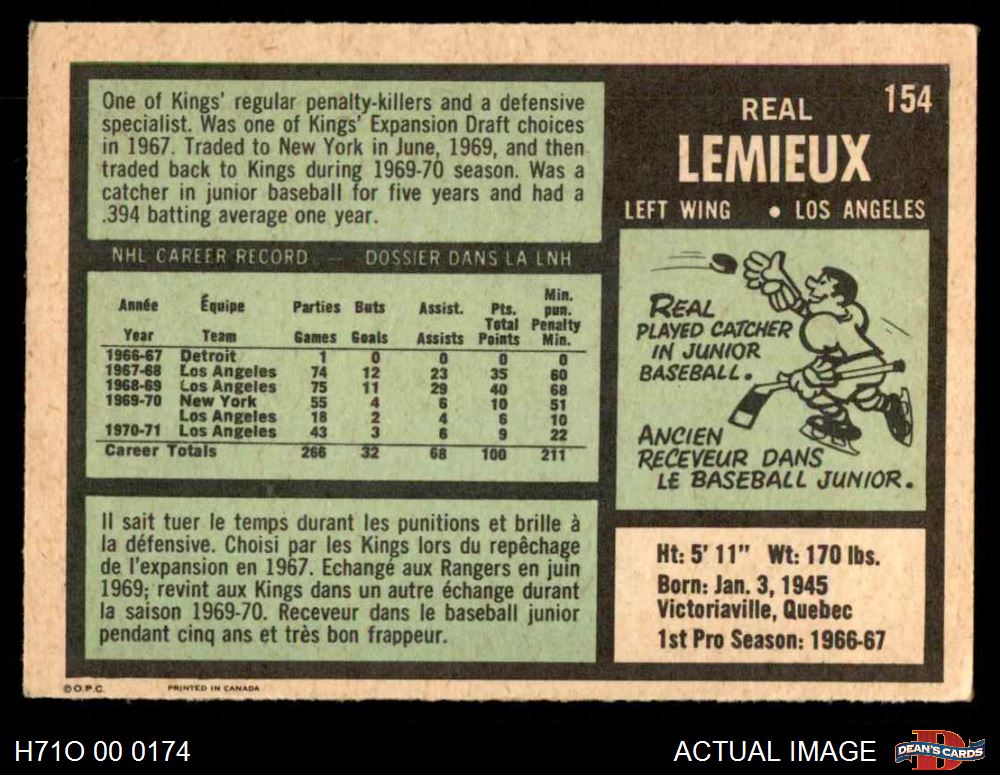 One of Kings' regular penalty-killers and a defensive
specialist. Was one of Kings' Expansion Draft choices
in 1967. Traded to New York in June, 1969, and then
traded back to Kings during 1969-70 season. Was a
catcher in junior baseball for five years and had a
.394 batting average one year.
154
REAL
LEMIEUX
LEFT WING • LOS ANGELES
NHL CAREER RECORD — DOSSIER DANS LA LNH
Année Équipe Parties Buts Assist. Pts. Min. pun.
Year Team Games Goals Assists Total Points Penalty Min.
1966-67 Detroit 1 0 0 0 0
1967-68 Los Angeles 74 12 23 35 60
1968-69 Los Angeles 75 11 29 40 68
1969-70 New York 55 4 6 10 51
Los Angeles 18 2 4 6 10
1970-71 Los Angeles 43 3 6 9 22
Career Totals 266 32 68 100 211
REAL
PLAYED CATCHER
IN JUNIOR
BASEBALL.
ANCIEN
RECEVEUR DANS
LE BASEBALL JUNIOR.
Il sait tuer le temps durant les punitions et brille à
la défensive. Choisi par les Kings lors du repêchage
de l'expansion en 1967. Echangé aux Rangers en juin
1969; revint aux Kings dans un autre échange durant
la saison 1969-70. Receveur dans le baseball junior
pendant cinq ans et très bon frappeur.
Ht: 5' 11" Wt: 170 lbs.
Born: Jan. 3, 1945
Victoriaville, Quebec
1st Pro Season: 1966-67
© O.P.C. PRINTED IN CANADA
H71O 00 0174
ACTUAL IMAGE
DEAN'S CARDS